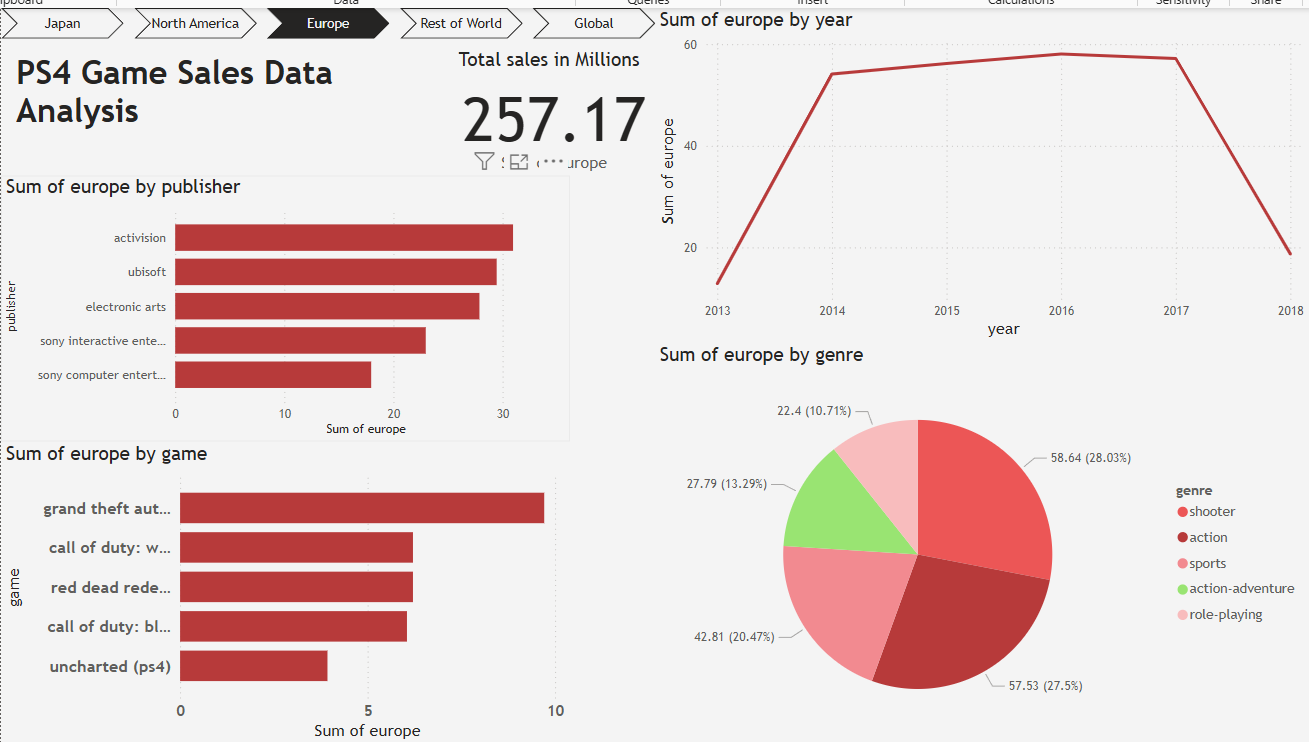 Data
Queries
Insert
Calculations
Sensitivity
Share
Japan
North America
Europe
Rest of World
Global
PS4 Game Sales Data
Analysis
Total sales in Millions
257.17
Sum of europe by publisher
publisher
activision
ubisoft
electronic arts
sony interactive ente...
sony computer entert...
0 10 20 30
Sum of europe
Sum of europe by game
game
grand theft aut...
call of duty: w...
red dead rede...
call of duty: bl...
uncharted (ps4)
0 5 10
Sum of europe
Sum of europe by year
Sum of europe
60
40
20
2013 2014 2015 2016 2017 2018
year
Sum of europe by genre
22.4 (10.71%)
58.64 (28.03%)
27.79 (13.29%)
42.81 (20.47%)
57.53 (27.5%)
genre
shooter
action
sports
action-adventure
role-playing